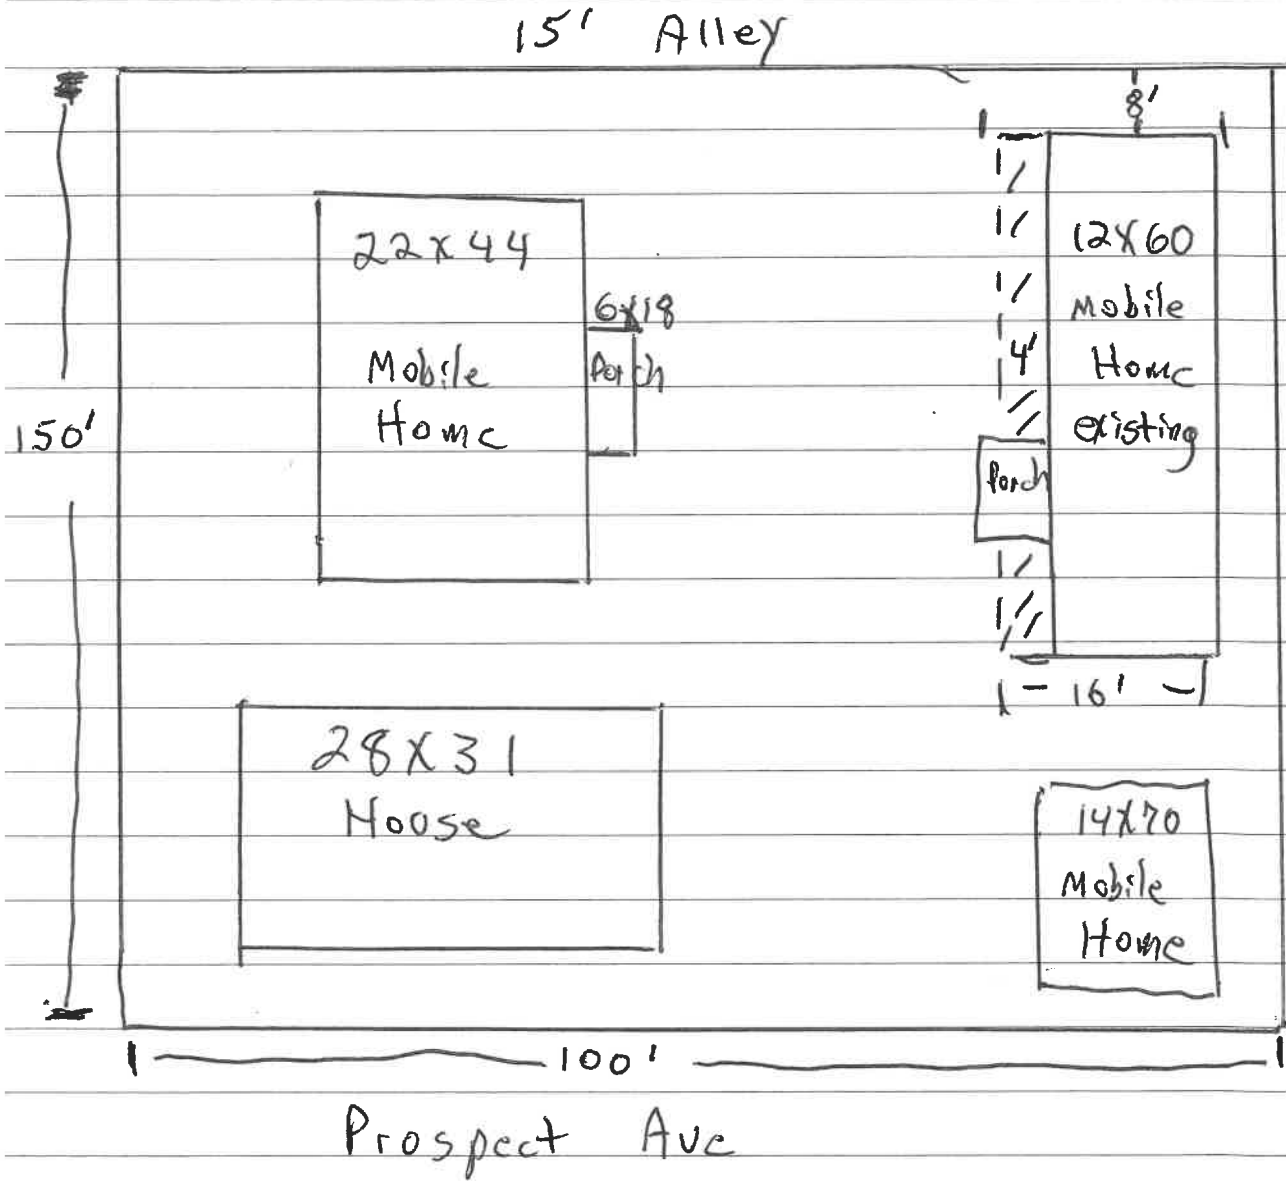 15' Alley
8'
22x44
Mobile
Home
6x18
Porch
12x60
Mobile
Home
existing
4'
Porch
150'
16'
28x31
House
14x70
Mobile
Home
100'
Prospect Ave